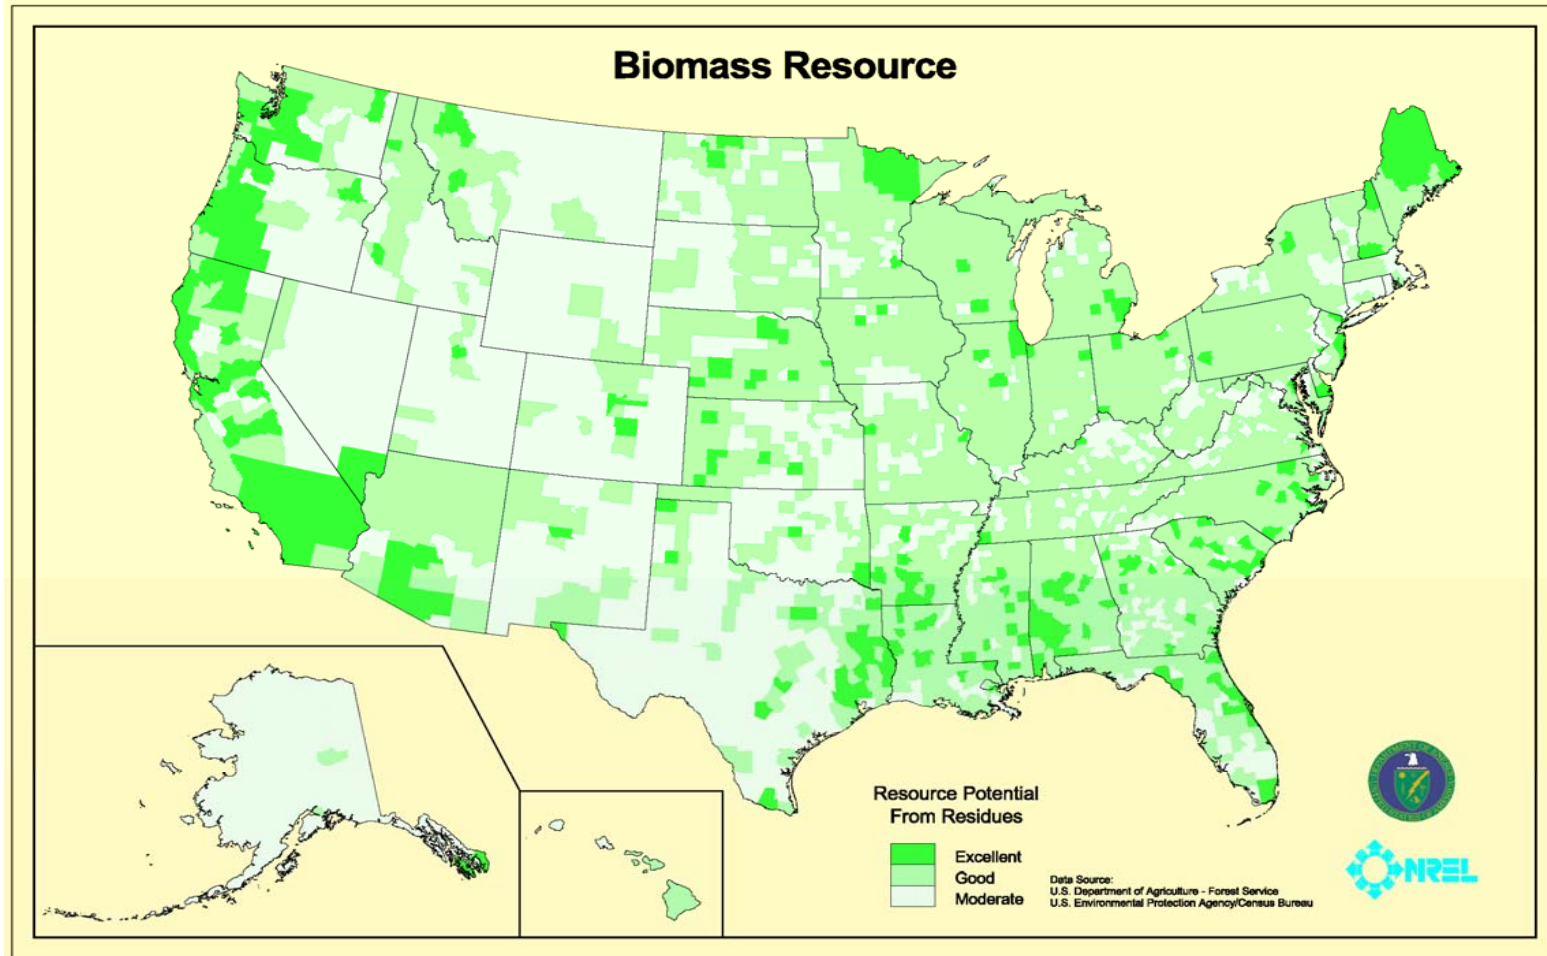 Biomass Resource
Resource Potential
From Residues
Excellent
Good
Moderate
Data Source:
U.S. Department of Agriculture - Forest Service
U.S. Environmental Protection Agency/Census Bureau
NREL